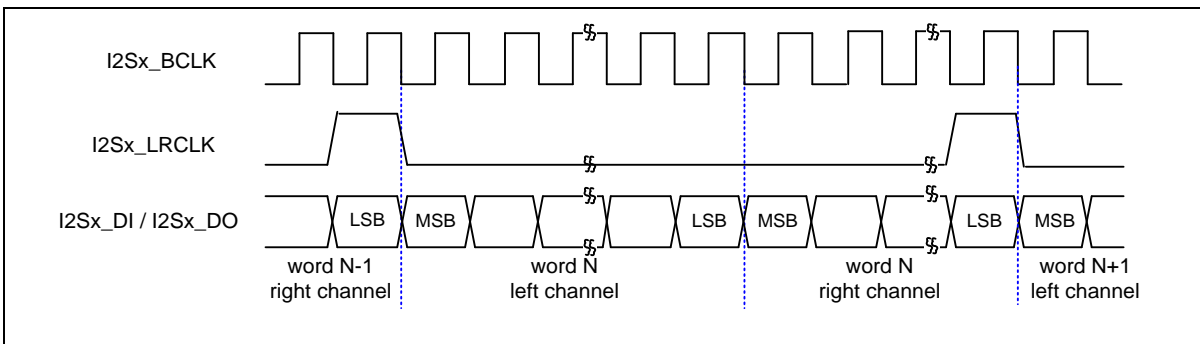 I2Sx_BCLK
I2Sx_LRCLK
I2Sx_DI / I2Sx_DO
LSB MSB LSB MSB LSB MSB
word N-1 word N word N word N+1
right channel left channel right channel left channel